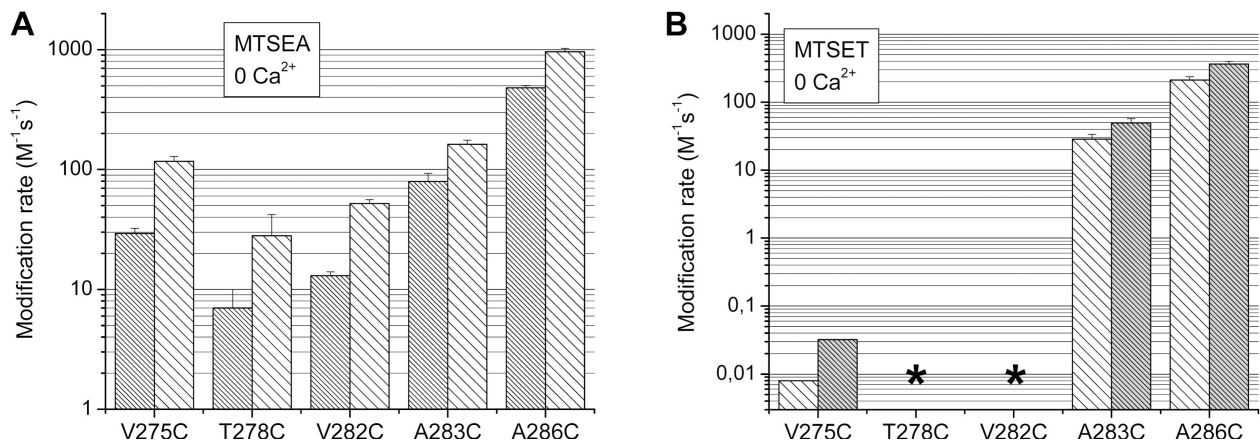 A
MTSEA
0 Ca²⁺
Modification rate (M⁻¹s⁻¹)
1000
100
10
1
V275C T278C V282C A283C A286C
B
MTSET
0 Ca²⁺
Modification rate (M⁻¹s⁻¹)
1000
100
10
1
0,1
0,01
* *
V275C T278C V282C A283C A286C